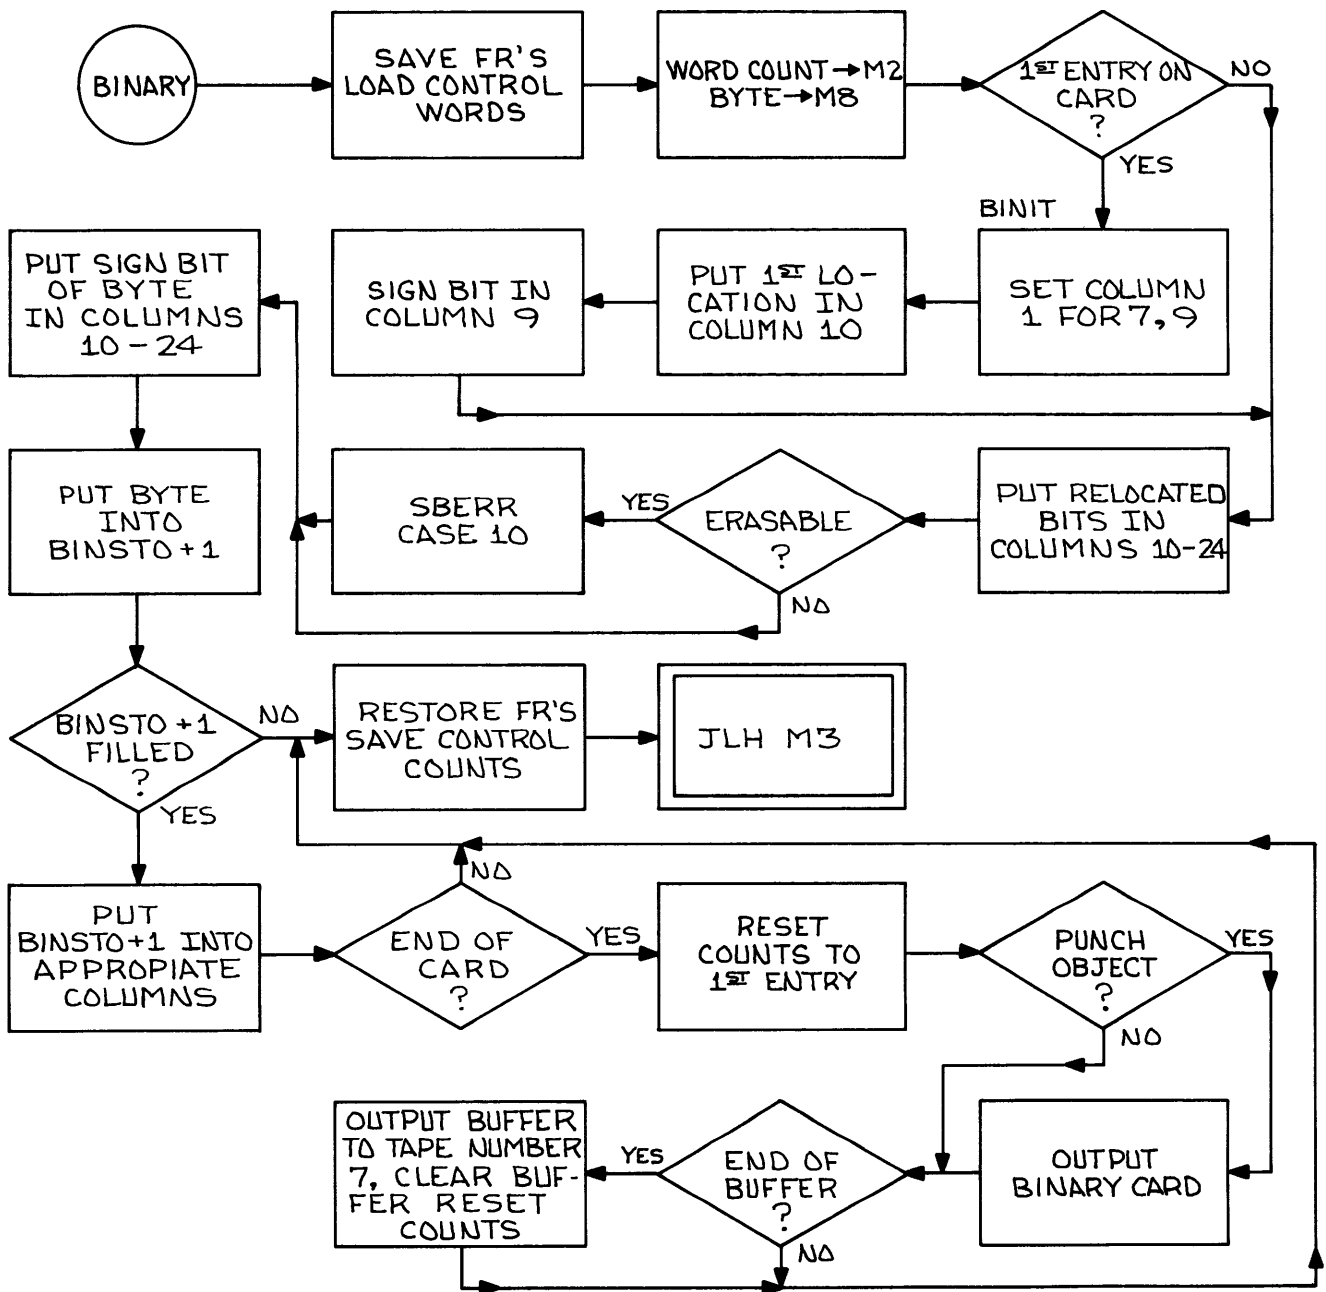 BINARY
SAVE FR'S
LOAD CONTROL
WORDS
WORD COUNT→M2
BYTE→M8
1ST ENTRY ON
CARD
?
NO
YES
BINIT
PUT SIGN BIT
OF BYTE
IN COLUMNS
10-24
SIGN BIT IN
COLUMN 9
PUT 1ST LO-
CATION IN
COLUMN 10
SET COLUMN
1 FOR 7,9
PUT BYTE
INTO
BINSTO+1
SBERR
CASE 10
YES
ERASABLE
?
NO
PUT RELOCATED
BITS IN
COLUMNS 10-24
BINSTO+1
FILLED
?
NO
YES
RESTORE FR'S
SAVE CONTROL
COUNTS
JLH M3
PUT
BINSTO+1 INTO
APPROPIATE
COLUMNS
NO
END OF
CARD
?
YES
RESET
COUNTS TO
1ST ENTRY
PUNCH
OBJECT
?
YES
NO
OUTPUT BUFFER
TO TAPE NUMBER
7, CLEAR BUF-
FER RESET
COUNTS
YES
END OF
BUFFER
?
NO
OUTPUT
BINARY CARD